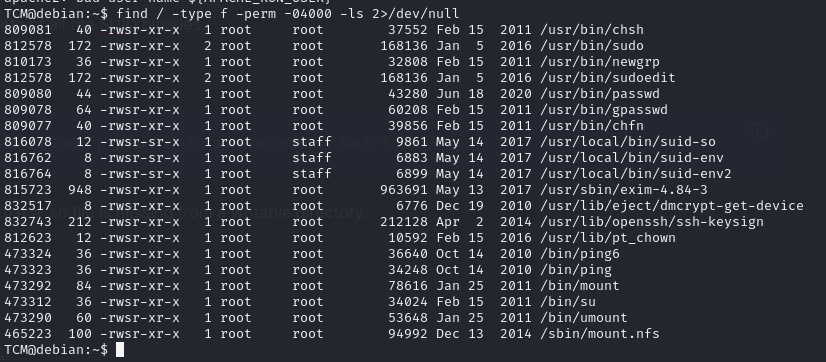 apache2: bad user name ${APACHE_RUN_USER}
TCM@debian:~$ find / -type f -perm -04000 -ls 2>/dev/null
809081   40 -rwsr-xr-x   1 root     root        37552 Feb 15  2011 /usr/bin/chsh
812578  172 -rwsr-xr-x   2 root     root       168136 Jan  5  2016 /usr/bin/sudo
810173   36 -rwsr-xr-x   1 root     root        32808 Feb 15  2011 /usr/bin/newgrp
812578  172 -rwsr-xr-x   2 root     root       168136 Jan  5  2016 /usr/bin/sudoedit
809080   44 -rwsr-xr-x   1 root     root        43280 Jun 18  2020 /usr/bin/passwd
809078   64 -rwsr-xr-x   1 root     root        60208 Feb 15  2011 /usr/bin/gpasswd
809077   40 -rwsr-xr-x   1 root     root        39856 Feb 15  2011 /usr/bin/chfn
816078   12 -rwsr-sr-x   1 root     staff        9861 May 14  2017 /usr/local/bin/suid-so
816762    8 -rwsr-sr-x   1 root     staff        6883 May 14  2017 /usr/local/bin/suid-env
816764    8 -rwsr-sr-x   1 root     staff        6899 May 14  2017 /usr/local/bin/suid-env2
815723  948 -rwsr-xr-x   1 root     root       963691 May 13  2017 /usr/sbin/exim-4.84-3
832517    8 -rwsr-xr-x   1 root     root         6776 Dec 19  2010 /usr/lib/eject/dmcrypt-get-device
832743  212 -rwsr-xr-x   1 root     root       212128 Apr  2  2014 /usr/lib/openssh/ssh-keysign
812623   12 -rwsr-xr-x   1 root     root        10592 Feb 15  2016 /usr/lib/pt_chown
473324   36 -rwsr-xr-x   1 root     root        36640 Oct 14  2010 /bin/ping6
473323   36 -rwsr-xr-x   1 root     root        34248 Oct 14  2010 /bin/ping
473292   84 -rwsr-xr-x   1 root     root        78616 Jan 25  2011 /bin/mount
473312   36 -rwsr-xr-x   1 root     root        34024 Feb 15  2011 /bin/su
473290   60 -rwsr-xr-x   1 root     root        53648 Jan 25  2011 /bin/umount
465223  100 -rwsr-xr-x   1 root     root        94992 Dec 13  2014 /sbin/mount.nfs
TCM@debian:~$